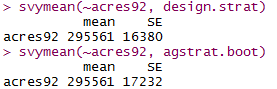 > svymean(~acres92, design.strat)
mean SE
acres92 295561 16380
> svymean(~acres92, agstrat.boot)
mean SE
acres92 295561 17232